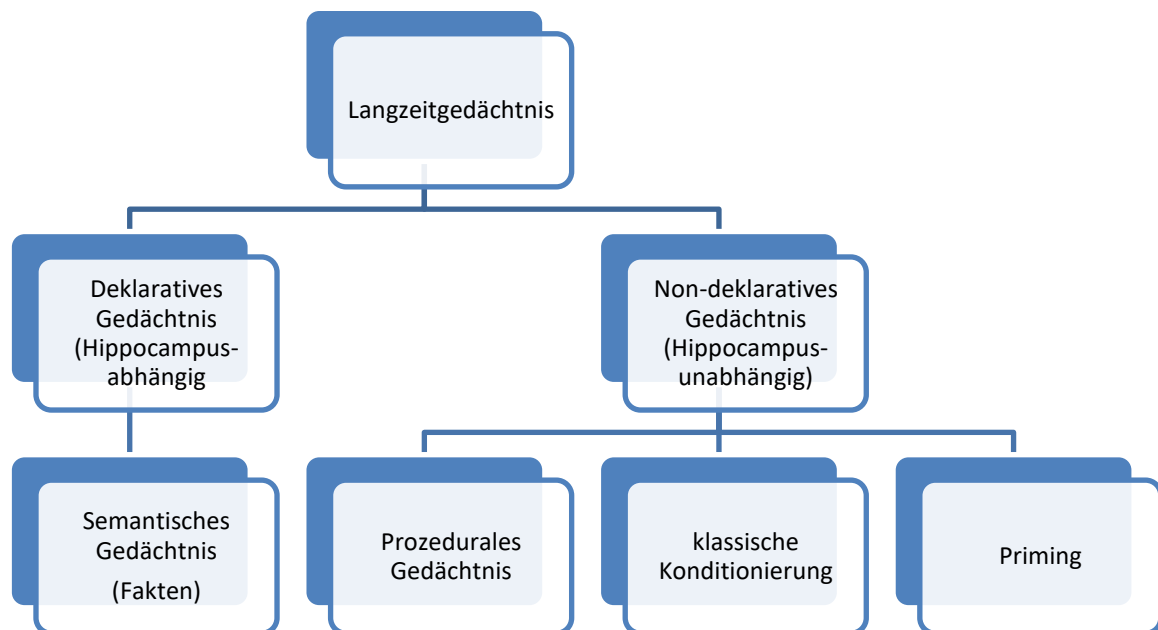 Langzeitgedächtnis
Deklaratives
Gedächtnis
(Hippocampus-
abhängig
Non-deklaratives
Gedächtnis
(Hippocampus-
unabhängig)
Semantisches
Gedächtnis
(Fakten)
Prozedurales
Gedächtnis
klassische
Konditionierung
Priming